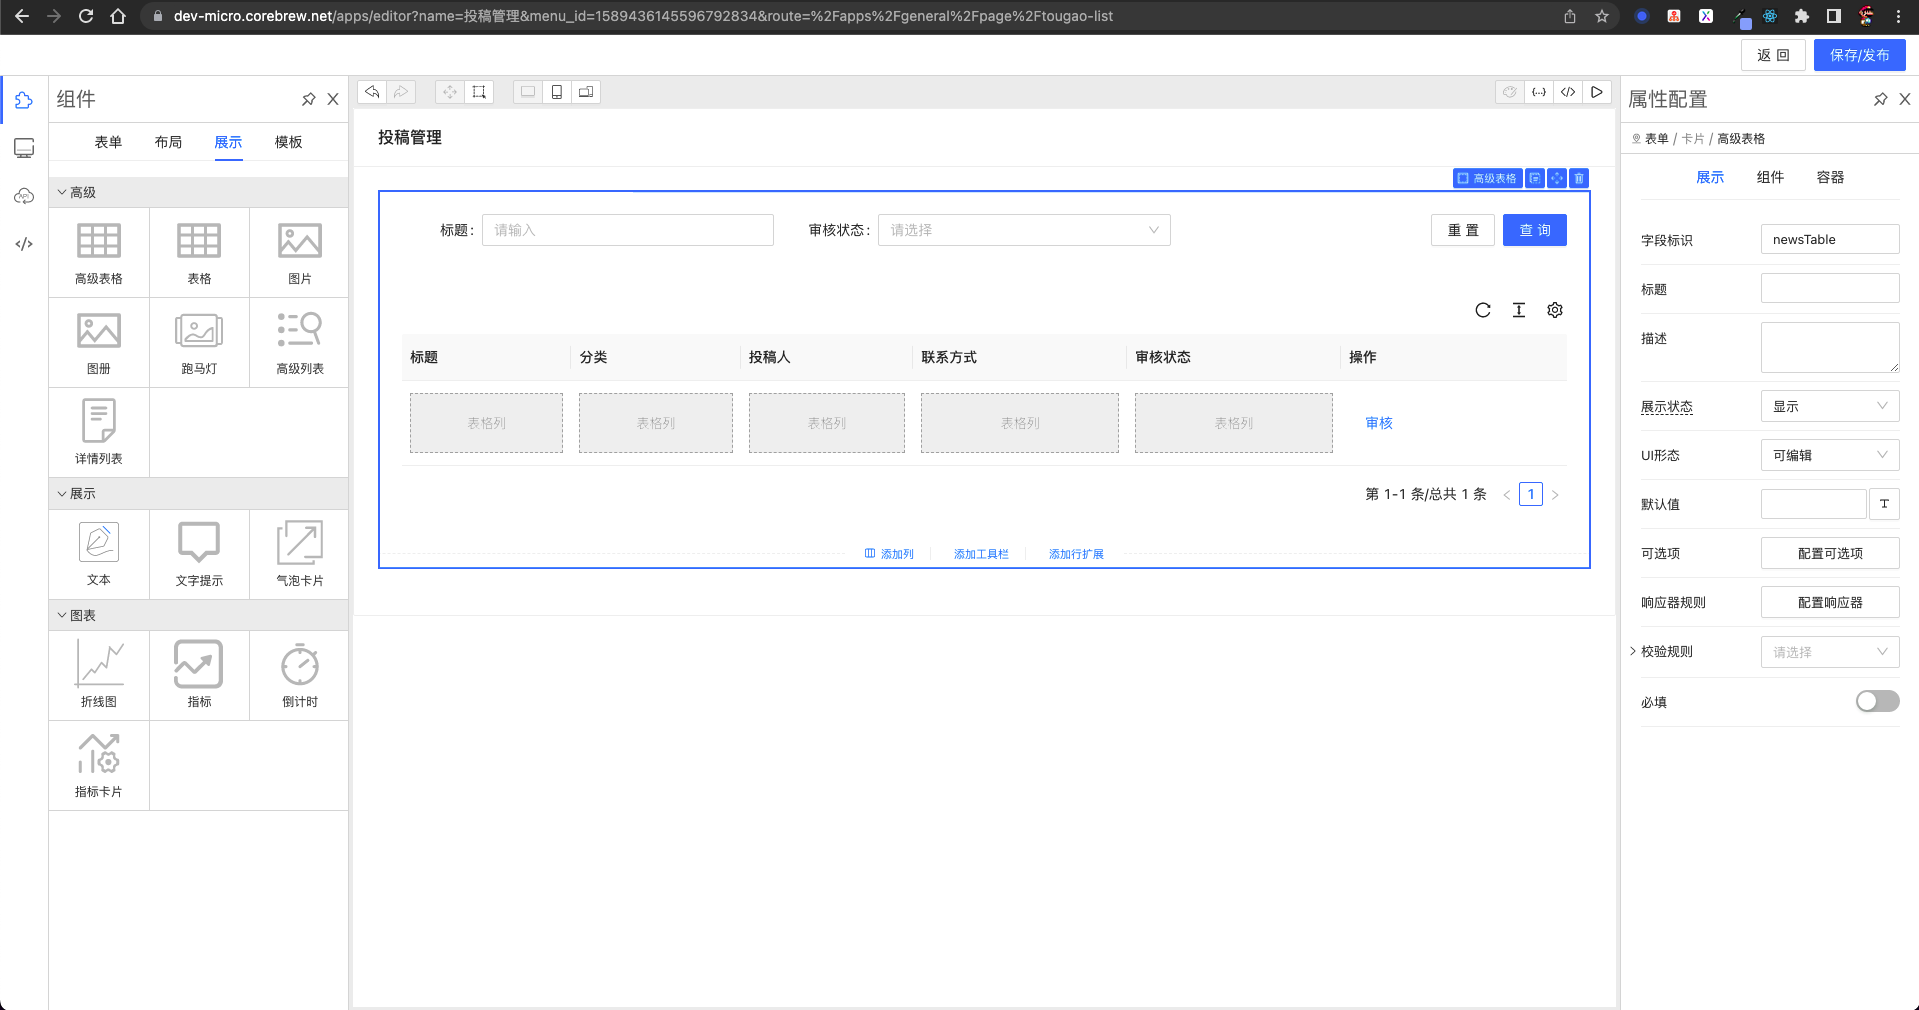 dev-micro.corebrew.net/apps/editor?name=投稿管理&menu_id=1589436145596792834&route=%2Fapps%2Fgeneral%2Fpage%2Ftougao-list
返 回
保存/发布
组件
表单
布局
展示
模板
高级
高级表格
表格
图片
图册
跑马灯
高级列表
详情列表
展示
文本
文字提示
气泡卡片
图表
折线图
指标
倒计时
指标卡片
投稿管理
高级表格
标题:
请输入
审核状态:
请选择
重 置
查 询
标题
分类
投稿人
联系方式
审核状态
操作
表格列
表格列
表格列
表格列
表格列
审核
第 1-1 条/总共 1 条
1
添加列
添加工具栏
添加行扩展
属性配置
表单 / 卡片 / 高级表格
展示
组件
容器
字段标识
newsTable
标题
描述
展示状态
显示
UI形态
可编辑
默认值
T
可选项
配置可选项
响应器规则
配置响应器
校验规则
请选择
必填